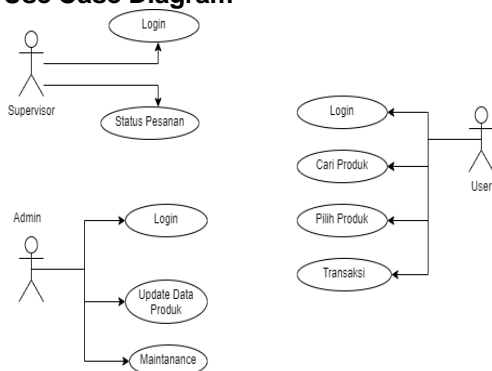 Use Case Diagram
Login
Supervisor
Status Pesanan
Login
Cari Produk
User
Pilih Produk
Transaksi
Admin
Login
Update Data
Produk
Maintanance